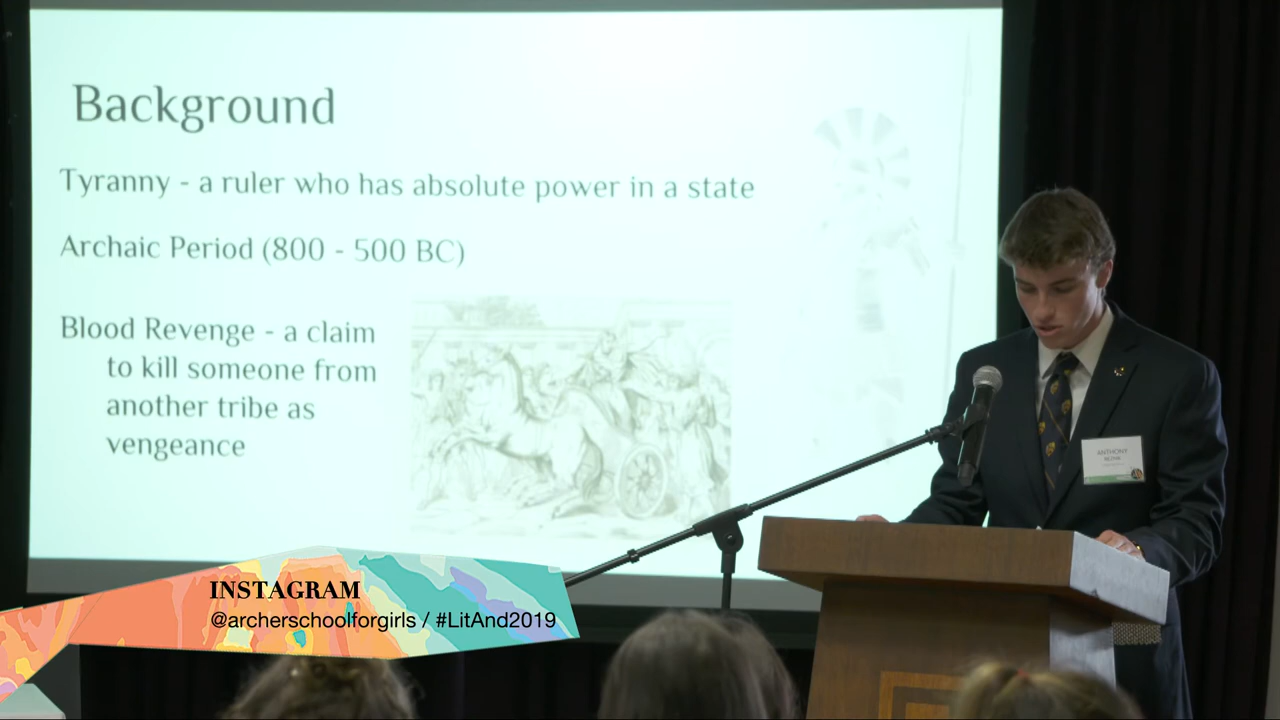 Background
Tyranny - a ruler who has absolute power in a state
Archaic Period (800 - 500 BC)
Blood Revenge - a claim
to kill someone from
another tribe as
vengeance
ANTHONY
INSTAGRAM
@archerschoolforgirls / #LitAnd2019